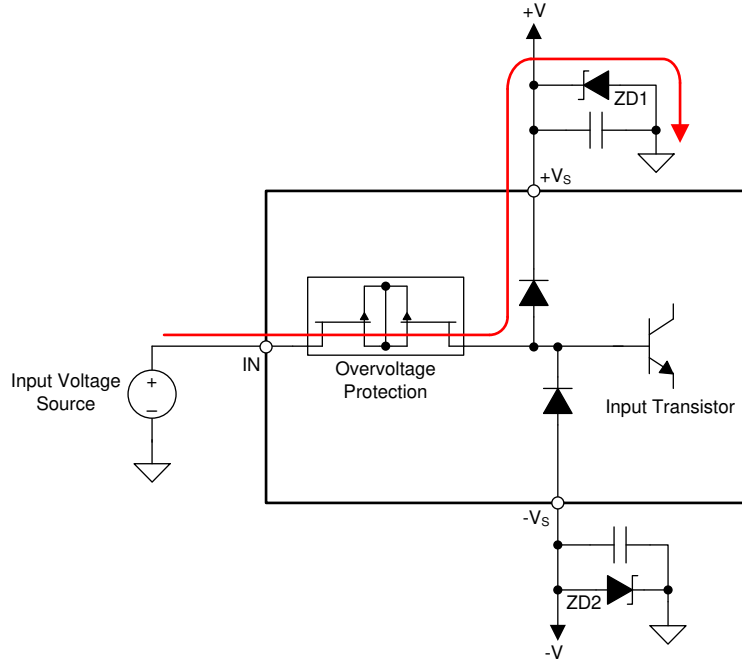 +V
ZD1
+VS
IN
Overvoltage
Protection
Input Voltage
Source
+
−
Input Transistor
-VS
ZD2
-V